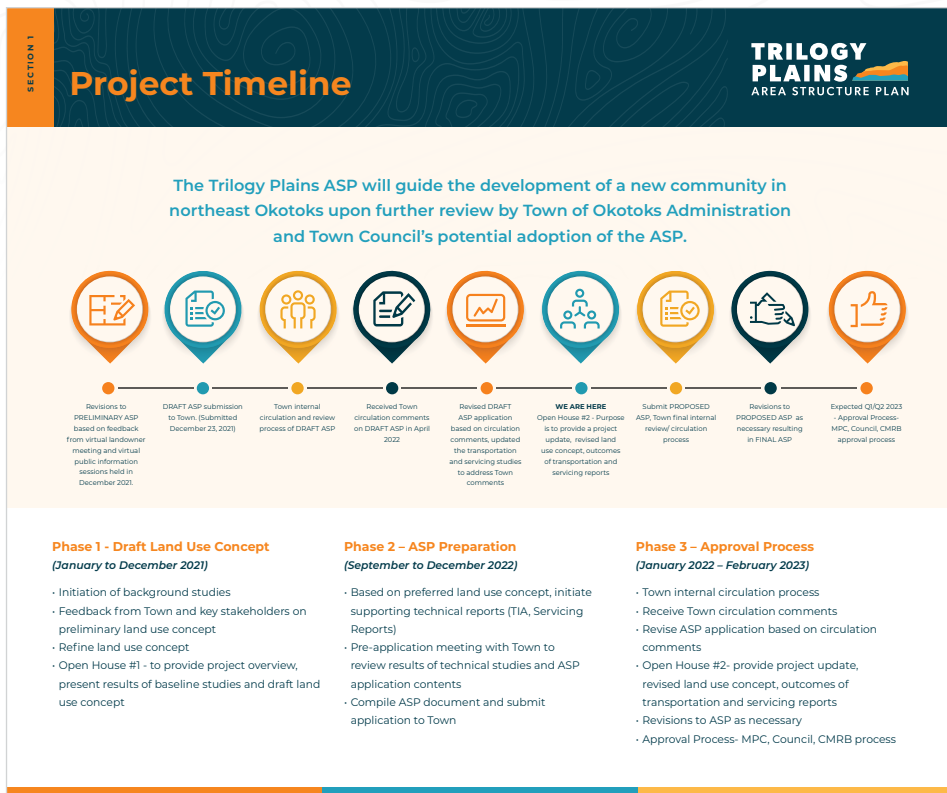 SECTION 1
Project Timeline
TRILOGY
PLAINS
AREA STRUCTURE PLAN
The Trilogy Plains ASP will guide the development of a new community in
northeast Okotoks upon further review by Town of Okotoks Administration
and Town Council’s potential adoption of the ASP.
Revisions to
PRELIMINARY ASP
based on feedback
from virtual landowner
meeting and virtual
public information
sessions held in
December 2021.
DRAFT ASP submission
to Town. (Submitted
December 23, 2021)
Town internal
circulation and review
process of DRAFT ASP
Received Town
circulation comments
on DRAFT ASP in April
2022
Revised DRAFT
ASP application
based on circulation
comments, updated
the transportation
and servicing studies
to address Town
comments
WE ARE HERE
Open House #2 - Purpose
is to provide a project
update, revised land
use concept, outcomes
of transportation and
servicing reports
Submit PROPOSED
ASP, Town final internal
review/ circulation
process
Revisions to
PROPOSED ASP as
necessary resulting
in FINAL ASP
Expected Q1/Q2 2023
- Approval Process-
MPC, Council, CMRB
approval process
Phase 1 - Draft Land Use Concept
(January to December 2021)
• Initiation of background studies
• Feedback from Town and key stakeholders on
preliminary land use concept
• Refine land use concept
• Open House #1 - to provide project overview,
present results of baseline studies and draft land
use concept
Phase 2 – ASP Preparation
(September to December 2022)
• Based on preferred land use concept, initiate
supporting technical reports (TIA, Servicing
Reports)
• Pre-application meeting with Town to
review results of technical studies and ASP
application contents
• Compile ASP document and submit
application to Town
Phase 3 – Approval Process
(January 2022 – February 2023)
• Town internal circulation process
• Receive Town circulation comments
• Revise ASP application based on circulation
comments
• Open House #2- provide project update,
revised land use concept, outcomes of
transportation and servicing reports
• Revisions to ASP as necessary
• Approval Process- MPC, Council, CMRB process